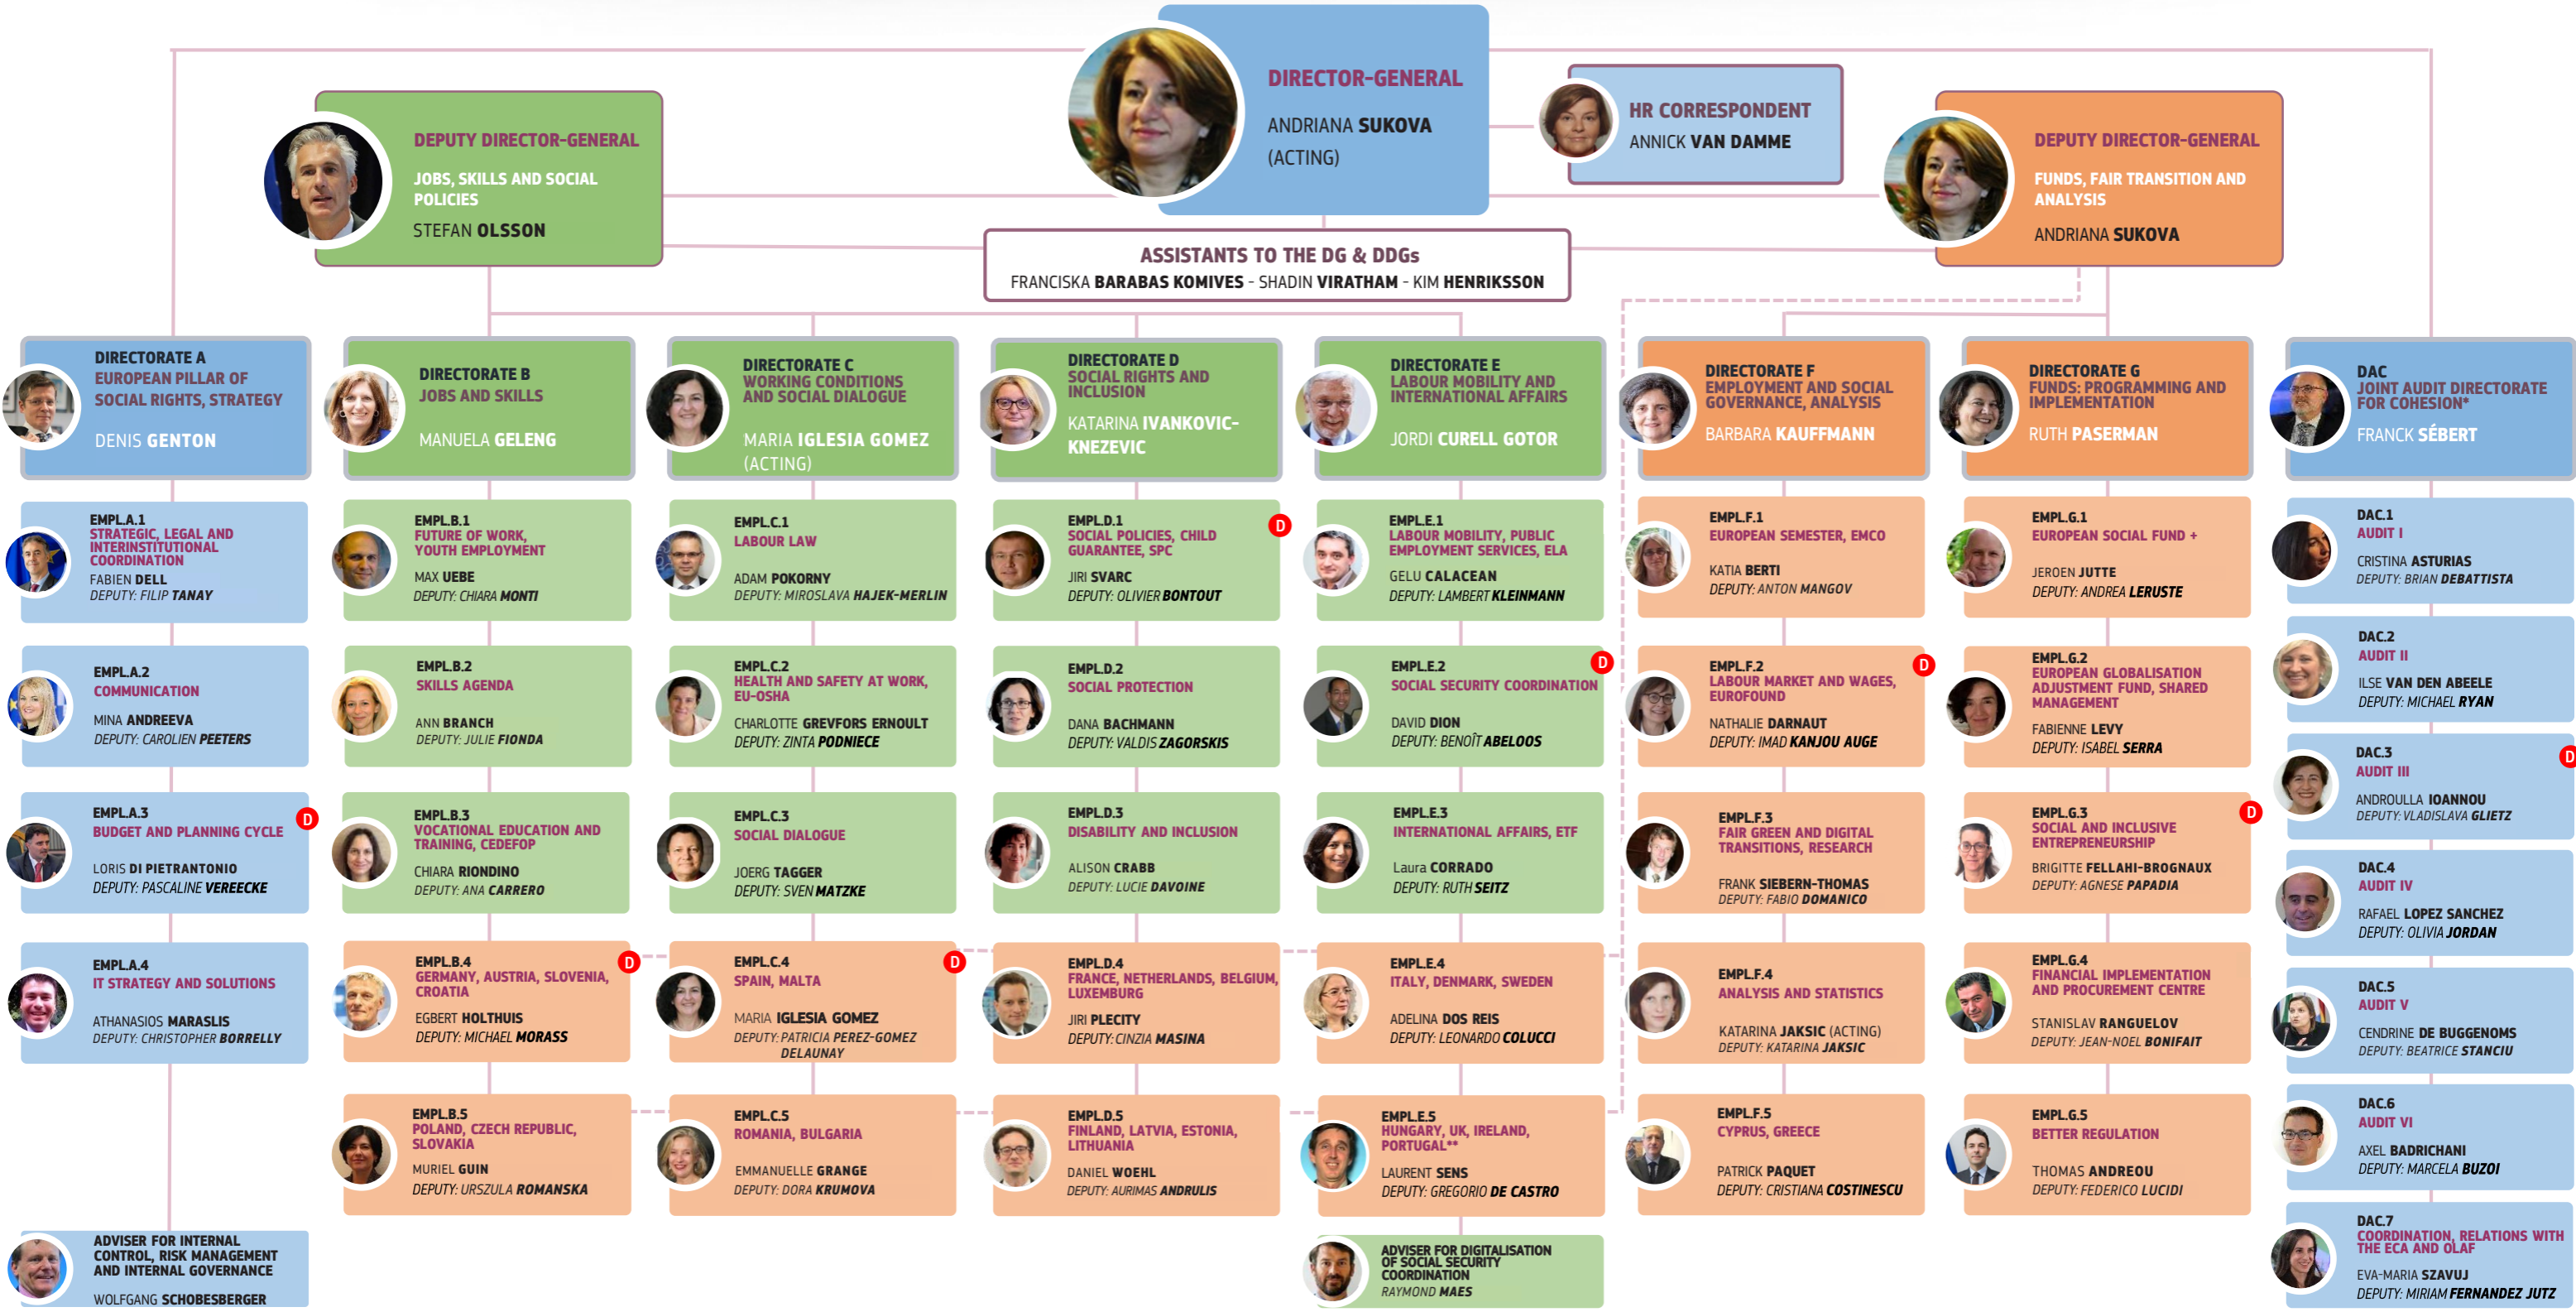 DIRECTOR-GENERAL
ANDRIANA SUKOVA
(ACTING)
HR CORRESPONDENT
ANNICK VAN DAMME
DEPUTY DIRECTOR-GENERAL
JOBS, SKILLS AND SOCIAL
POLICIES
STEFAN OLSSON
DEPUTY DIRECTOR-GENERAL
FUNDS, FAIR TRANSITION AND
ANALYSIS
ANDRIANA SUKOVA
ASSISTANTS TO THE DG & DDGs
FRANCISKA BARABAS KOMIVES - SHADIN VIRATHAM - KIM HENRIKSSON
DIRECTORATE A
EUROPEAN PILLAR OF
SOCIAL RIGHTS, STRATEGY
DENIS GENTON
EMPL.A.1
STRATEGIC, LEGAL AND
INTERINSTITUTIONAL
COORDINATION
FABIEN DELL
DEPUTY: FILIP TANAY
EMPL.A.2
COMMUNICATION
MINA ANDREEVA
DEPUTY: CAROLIEN PEETERS
EMPL.A.3
BUDGET AND PLANNING CYCLE
D
LORIS DI PIETRANTONIO
DEPUTY: PASCALINE VEREECKE
EMPL.A.4
IT STRATEGY AND SOLUTIONS
ATHANASIOS MARASLIS
DEPUTY: CHRISTOPHER BORRELLY
ADVISER FOR INTERNAL
CONTROL, RISK MANAGEMENT
AND INTERNAL GOVERNANCE
WOLFGANG SCHOBESBERGER
DIRECTORATE B
JOBS AND SKILLS
MANUELA GELENG
EMPL.B.1
FUTURE OF WORK,
YOUTH EMPLOYMENT
MAX UEBE
DEPUTY: CHIARA MONTI
EMPL.B.2
SKILLS AGENDA
ANN BRANCH
DEPUTY: JULIE FIONDA
EMPL.B.3
VOCATIONAL EDUCATION AND
TRAINING, CEDEFOP
CHIARA RIONDINO
DEPUTY: ANA CARRERO
EMPL.B.4
D
GERMANY, AUSTRIA, SLOVENIA,
CROATIA
EGBERT HOLTHUIS
DEPUTY: MICHAEL MORASS
EMPL.B.5
POLAND, CZECH REPUBLIC,
SLOVAKIA
MURIEL GUIN
DEPUTY: URSZULA ROMANSKA
DIRECTORATE C
WORKING CONDITIONS
AND SOCIAL DIALOGUE
MARIA IGLESIA GOMEZ
(ACTING)
EMPL.C.1
LABOUR LAW
ADAM POKORNY
DEPUTY: MIROSLAVA HAJEK-MERLIN
EMPL.C.2
HEALTH AND SAFETY AT WORK,
EU-OSHA
CHARLOTTE GREVFORS ERNOULT
DEPUTY: ZINTA PODNIECE
EMPL.C.3
SOCIAL DIALOGUE
JOERG TAGGER
DEPUTY: SVEN MATZKE
EMPL.C.4
D
SPAIN, MALTA
MARIA IGLESIA GOMEZ
DEPUTY: PATRICIA PEREZ-GOMEZ
DELAUNAY
EMPL.C.5
ROMANIA, BULGARIA
EMMANUELLE GRANGE
DEPUTY: DORA KRUMOVA
DIRECTORATE D
SOCIAL RIGHTS AND
INCLUSION
KATARINA IVANKOVIC-
KNEZEVIC
EMPL.D.1
D
SOCIAL POLICIES, CHILD
GUARANTEE, SPC
JIRI SVARC
DEPUTY: OLIVIER BONTOUT
EMPL.D.2
SOCIAL PROTECTION
DANA BACHMANN
DEPUTY: VALDIS ZAGORSKIS
EMPL.D.3
DISABILITY AND INCLUSION
ALISON CRABB
DEPUTY: LUCIE DAVOINE
EMPL.D.4
FRANCE, NETHERLANDS, BELGIUM,
LUXEMBURG
JIRI PLECITY
DEPUTY: CINZIA MASINA
EMPL.D.5
FINLAND, LATVIA, ESTONIA,
LITHUANIA
DANIEL WOEHL
DEPUTY: AURIMAS ANDRULIS
DIRECTORATE E
LABOUR MOBILITY AND
INTERNATIONAL AFFAIRS
JORDI CURELL GOTOR
EMPL.E.1
LABOUR MOBILITY, PUBLIC
EMPLOYMENT SERVICES, ELA
GELU CALACEAN
DEPUTY: LAMBERT KLEINMANN
EMPL.E.2
D
SOCIAL SECURITY COORDINATION
DAVID DION
DEPUTY: BENOÎT ABELOOS
EMPL.E.3
INTERNATIONAL AFFAIRS, ETF
Laura CORRADO
DEPUTY: RUTH SEITZ
EMPL.E.4
ITALY, DENMARK, SWEDEN
ADELINA DOS REIS
DEPUTY: LEONARDO COLUCCI
EMPL.E.5
HUNGARY, UK, IRELAND,
PORTUGAL**
LAURENT SENS
DEPUTY: GREGORIO DE CASTRO
ADVISER FOR DIGITALISATION
OF SOCIAL SECURITY
COORDINATION
RAYMOND MAES
DIRECTORATE F
EMPLOYMENT AND SOCIAL
GOVERNANCE, ANALYSIS
BARBARA KAUFFMANN
EMPL.F.1
EUROPEAN SEMESTER, EMCO
KATIA BERTI
DEPUTY: ANTON MANGOV
EMPL.F.2
D
LABOUR MARKET AND WAGES,
EUROFOUND
NATHALIE DARNAUT
DEPUTY: IMAD KANJOU AUGE
EMPL.F.3
FAIR GREEN AND DIGITAL
TRANSITIONS, RESEARCH
FRANK SIEBERN-THOMAS
DEPUTY: FABIO DOMANICO
EMPL.F.4
ANALYSIS AND STATISTICS
KATARINA JAKSIC (ACTING)
DEPUTY: KATARINA JAKSIC
EMPL.F.5
CYPRUS, GREECE
PATRICK PAQUET
DEPUTY: CRISTIANA COSTINESCU
DIRECTORATE G
FUNDS: PROGRAMMING AND
IMPLEMENTATION
RUTH PASERMAN
EMPL.G.1
EUROPEAN SOCIAL FUND +
JEROEN JUTTE
DEPUTY: ANDREA LERUSTE
EMPL.G.2
EUROPEAN GLOBALISATION
ADJUSTMENT FUND, SHARED
MANAGEMENT
FABIENNE LEVY
DEPUTY: ISABEL SERRA
EMPL.G.3
D
SOCIAL AND INCLUSIVE
ENTREPRENEURSHIP
BRIGITTE FELLAHI-BROGNAUX
DEPUTY: AGNESE PAPADIA
EMPL.G.4
FINANCIAL IMPLEMENTATION
AND PROCUREMENT CENTRE
STANISLAV RANGUELOV
DEPUTY: JEAN-NOEL BONIFAIT
EMPL.G.5
BETTER REGULATION
THOMAS ANDREOU
DEPUTY: FEDERICO LUCIDI
DAC
JOINT AUDIT DIRECTORATE
FOR COHESION*
FRANCK SÉBERT
DAC.1
AUDIT I
CRISTINA ASTURIAS
DEPUTY: BRIAN DEBATTISTA
DAC.2
AUDIT II
ILSE VAN DEN ABEELE
DEPUTY: MICHAEL RYAN
DAC.3
D
AUDIT III
ANDROULLA IOANNOU
DEPUTY: VLADISLAVA GLIETZ
DAC.4
AUDIT IV
RAFAEL LOPEZ SANCHEZ
DEPUTY: OLIVIA JORDAN
DAC.5
AUDIT V
CENDRINE DE BUGGENOMS
DEPUTY: BEATRICE STANCIU
DAC.6
AUDIT VI
AXEL BADRICHANI
DEPUTY: MARCELA BUZOI
DAC.7
COORDINATION, RELATIONS WITH
THE ECA AND OLAF
EVA-MARIA SZAVUJ
DEPUTY: MIRIAM FERNANDEZ JUTZ